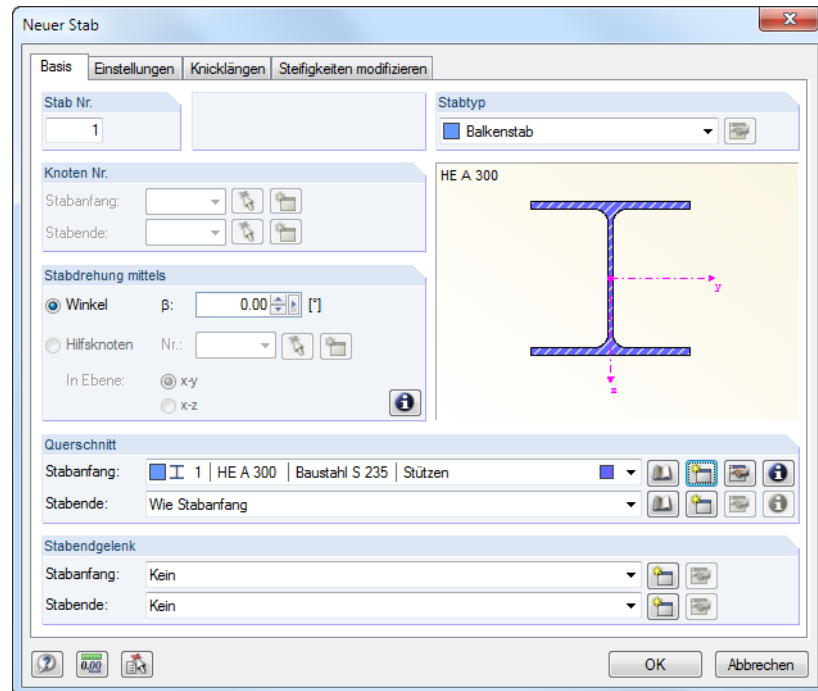 Neuer Stab
Basis Einstellungen Knicklängen Steifigkeiten modifizieren
Stab Nr.
1
Stabtyp
Balkenstab
Knoten Nr.
Stabanfang:
Stabende:
HE A 300
y
z
Stabdrehung mittels
Winkel β: 0.00 [°]
Hilfsknoten Nr.:
In Ebene: x-y
x-z
Querschnitt
Stabanfang: 1 | HE A 300 | Baustahl S 235 | Stützen
Stabende: Wie Stabanfang
Stabendgelenk
Stabanfang: Kein
Stabende: Kein
0.00 OK Abbrechen